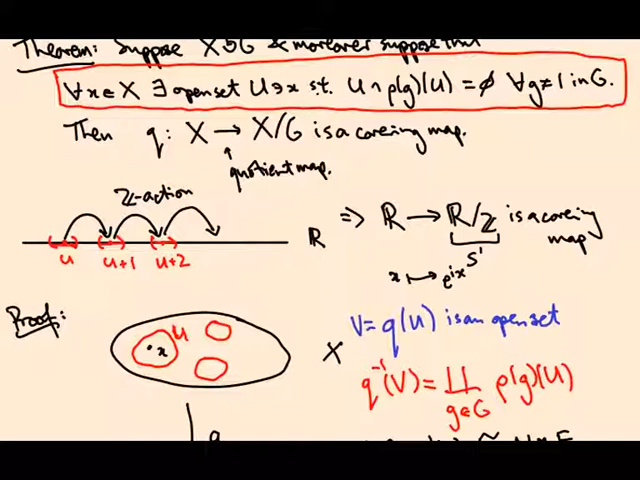 Theorem: Suppose X↻G & moreover suppose that
∀x∈X ∃ open set U∋x s.t. U∩ρ(g)(U)=∅ ∀g≠1 in G.
Then q: X → X/G is a covering map.
quotient map.
ℤ-action
ℝ ⇒ ℝ → ℝ/ℤ is a covering map
U U+1 U+2
S¹
x ↦ e^{ix}
Proof:
V = q(U) is an open set
U
x
X
q⁻¹(V) = ∐ ρ(g)(U)
g∈G
q